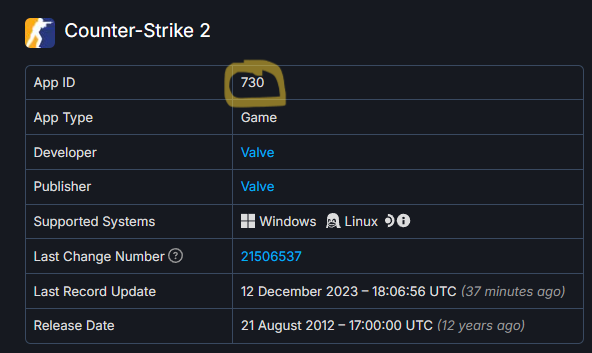 Counter-Strike 2
App ID 730
App Type Game
Developer Valve
Publisher Valve
Supported Systems Windows Linux
Last Change Number 21506537
Last Record Update 12 December 2023 – 18:06:56 UTC (37 minutes ago)
Release Date 21 August 2012 – 17:00:00 UTC (12 years ago)